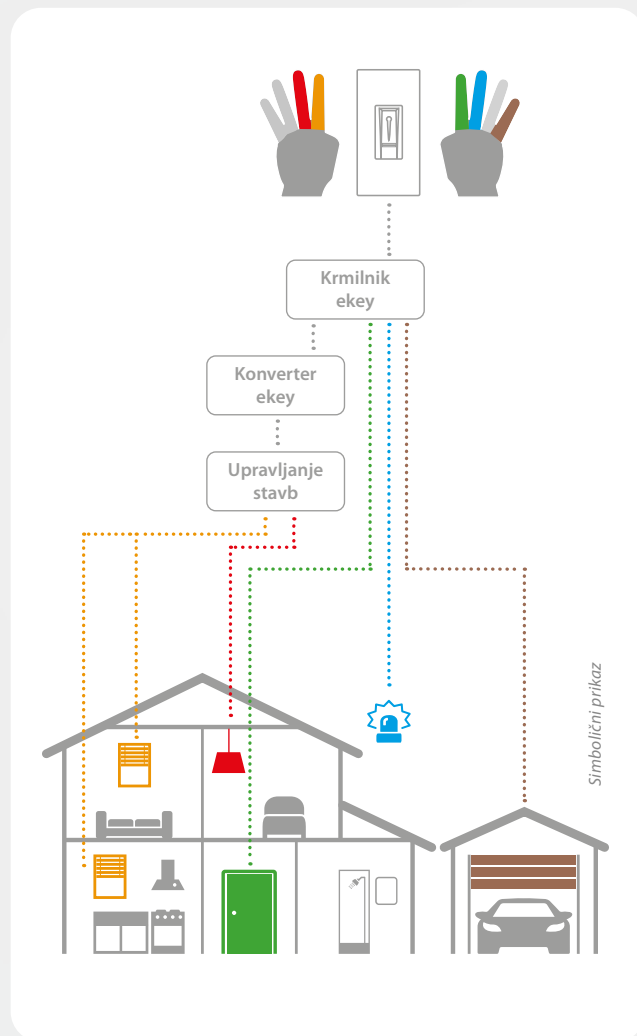 Krmilnik
ekey
Konverter
ekey
Upravljanje
stavb
Simbolični prikaz